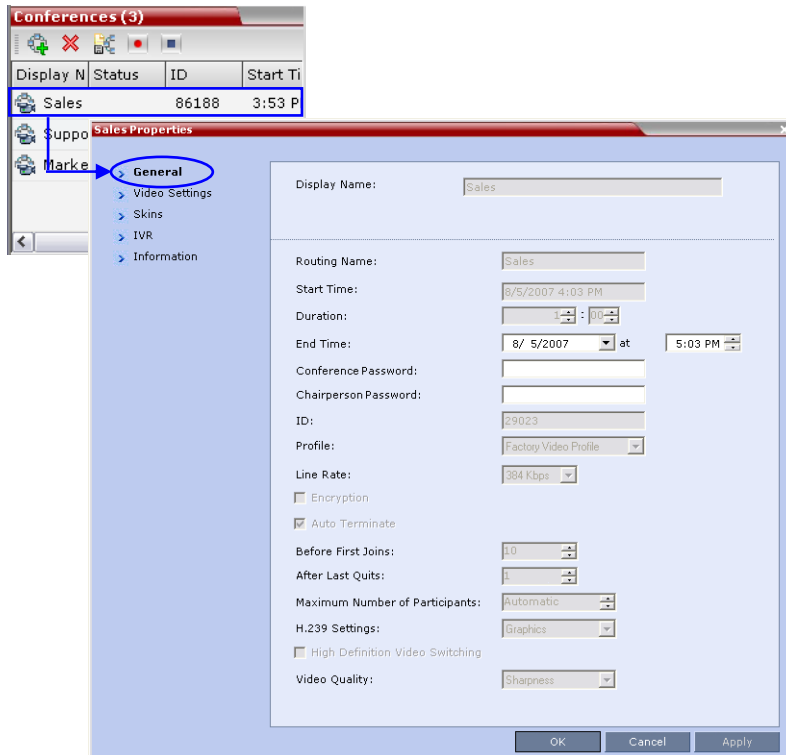 Conferences (3)
Display N Status ID Start Ti
Sales 86188 3:53 P
Suppo
Marke
Sales Properties
General
Video Settings
Skins
IVR
Information
Display Name: Sales
Routing Name: Sales
Start Time: 8/5/2007 4:03 PM
Duration: 1 : 00
End Time: 8/ 5/2007 at 5:03 PM
Conference Password:
Chairperson Password:
ID: 29023
Profile: Factory Video Profile
Line Rate: 384 Kbps
Encryption
Auto Terminate
Before First Joins: 10
After Last Quits: 1
Maximum Number of Participants: Automatic
H.239 Settings: Graphics
High Definition Video Switching
Video Quality: Sharpness
OK Cancel Apply